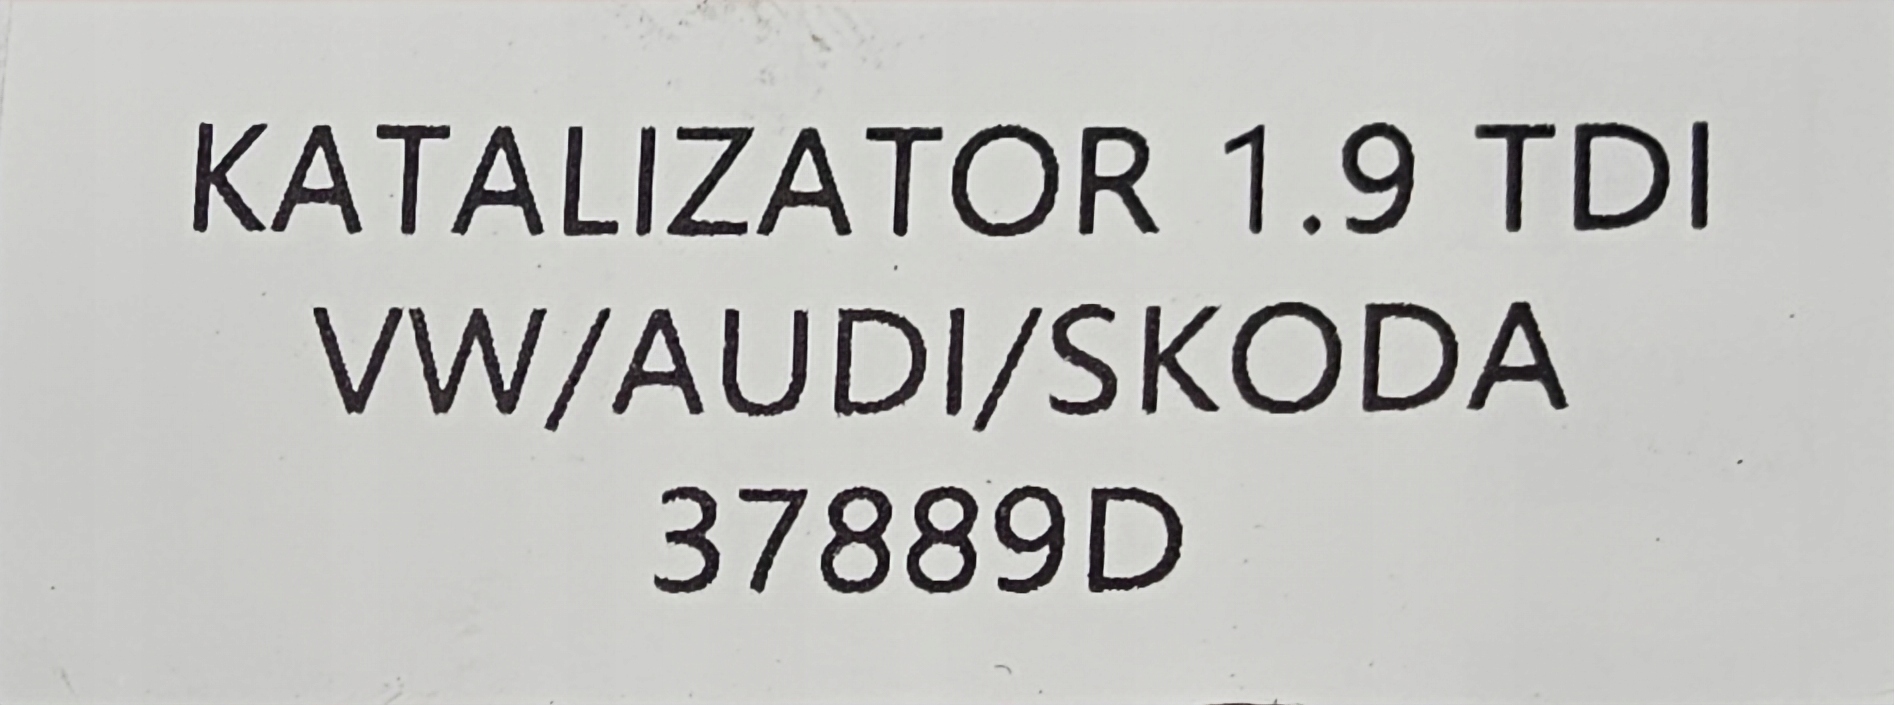 KATALIZATOR 1.9 TDI
VW/AUDI/SKODA
37889D